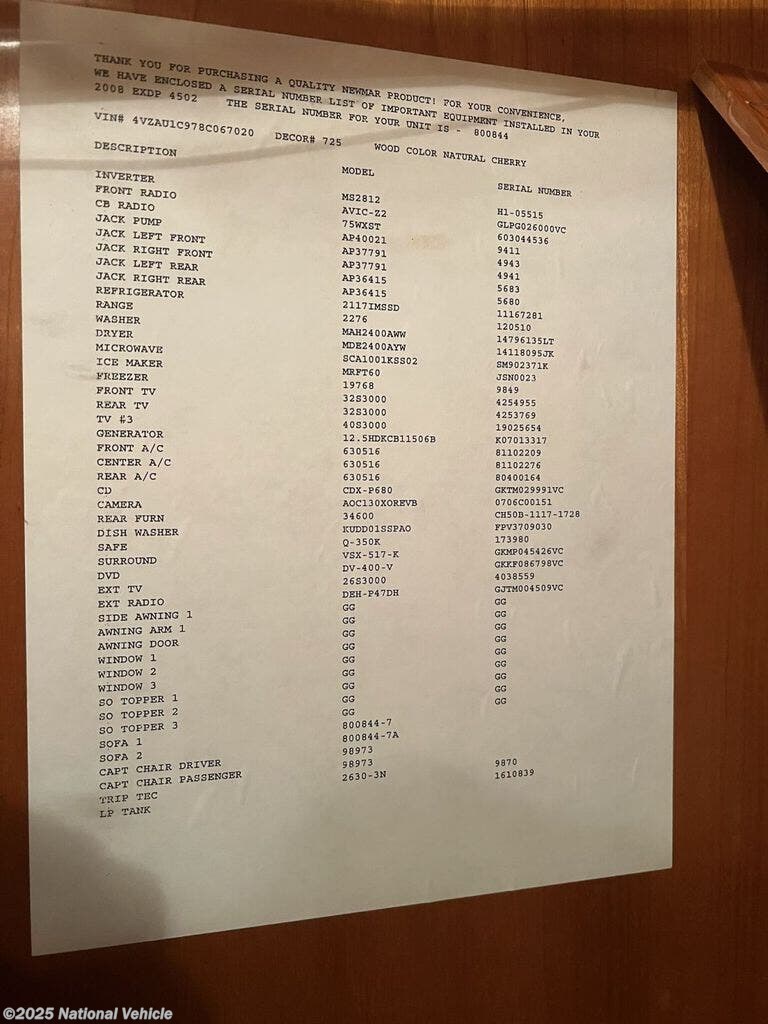 THANK YOU FOR PURCHASING A QUALITY NEWMAR PRODUCT! FOR YOUR CONVENIENCE,
WE HAVE ENCLOSED A SERIAL NUMBER LIST OF IMPORTANT EQUIPMENT INSTALLED IN YOUR
2008 EXDP 4502 THE SERIAL NUMBER FOR YOUR UNIT IS - 800844
VIN# 4VZAU1C978C067020 DECOR# 725 WOOD COLOR NATURAL CHERRY
DESCRIPTION MODEL SERIAL NUMBER
INVERTER MS2812 H1-05515
FRONT RADIO AVIC-Z2 GLPG026000VC
CB RADIO 75WXST 603044536
JACK PUMP AP40021 9411
JACK LEFT FRONT AP37791 4943
JACK RIGHT FRONT AP37791 4941
JACK LEFT REAR AP36415 5683
JACK RIGHT REAR AP36415 5680
REFRIGERATOR 2117IMSSD 11167281
RANGE 2276 120510
WASHER MAH2400AWW 14796135LT
DRYER MDE2400AYW 14118095JK
MICROWAVE SCA1001KSS02 SM902371K
ICE MAKER MRFT60 JSN0023
FREEZER 19768 9849
FRONT TV 32S3000 4254955
REAR TV 32S3000 4253769
TV #3 40S3000 19025654
GENERATOR 12.5HDKCB11506B K07013317
FRONT A/C 630516 81102209
CENTER A/C 630516 81102276
REAR A/C 630516 80400164
CD CDX-P680 GKTM029991VC
CAMERA AOC130XOREVB 0706C00151
REAR FURN 34600 CH50B-1117-1728
DISH WASHER KUDD01SSPAO FPV3709030
SAFE Q-350K 173980
SURROUND VSX-517-K GKMP045426VC
DVD DV-400-V GKKF086798VC
EXT TV 26S3000 4038559
EXT RADIO DEH-P47DH GJTM004509VC
SIDE AWNING 1 GG GG
AWNING ARM 1 GG GG
AWNING DOOR GG GG
WINDOW 1 GG GG
WINDOW 2 GG GG
WINDOW 3 GG GG
SO TOPPER 1 GG GG
SO TOPPER 2 GG GG
SO TOPPER 3 GG GG
SOFA 1 800844-7
SOFA 2 800844-7A
CAPT CHAIR DRIVER 98973
CAPT CHAIR PASSENGER 98973
TRIP TEC 9870
LP TANK 2630-3N 1610839
©2025 National Vehicle